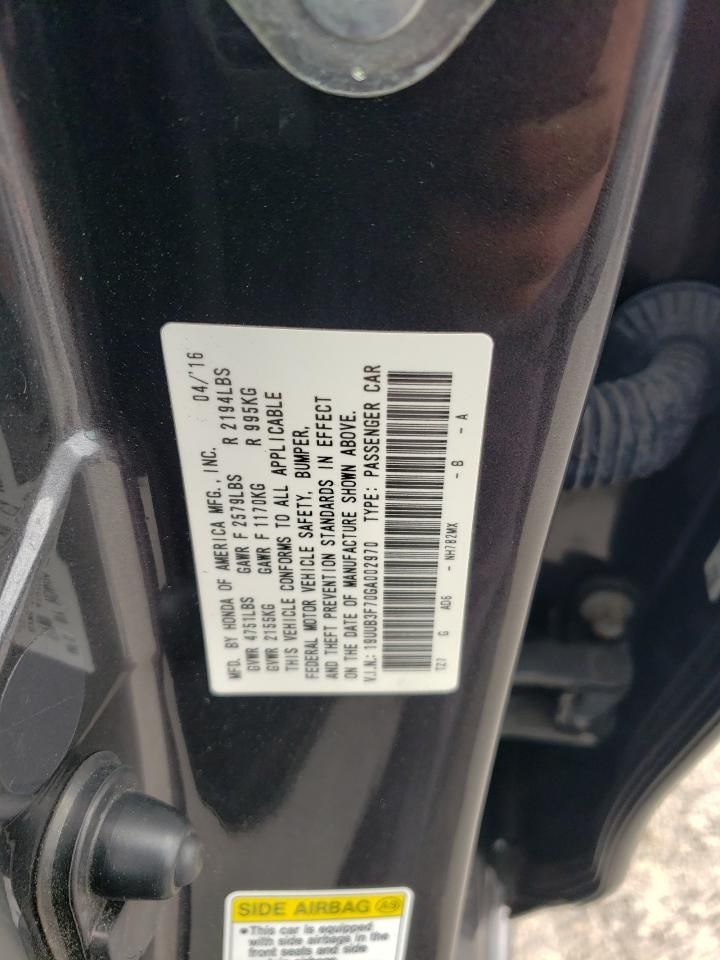 MFD. BY HONDA OF AMERICA MFG., INC. 04/'16
GVWR 4751LBS GAWR F 2579LBS R 2194LBS
GVWR 2155KG GAWR F 1170KG R 995KG
THIS VEHICLE CONFORMS TO ALL APPLICABLE
FEDERAL MOTOR VEHICLE SAFETY, BUMPER,
AND THEFT PREVENTION STANDARDS IN EFFECT
ON THE DATE OF MANUFACTURE SHOWN ABOVE.
V.I.N.: 19UUB3F70GA002970 TYPE: PASSENGER CAR
TZ7 G AD5 - NH782MX - B - A
SIDE AIRBAG
•This car is equipped
with side airbags in the
front seats and side